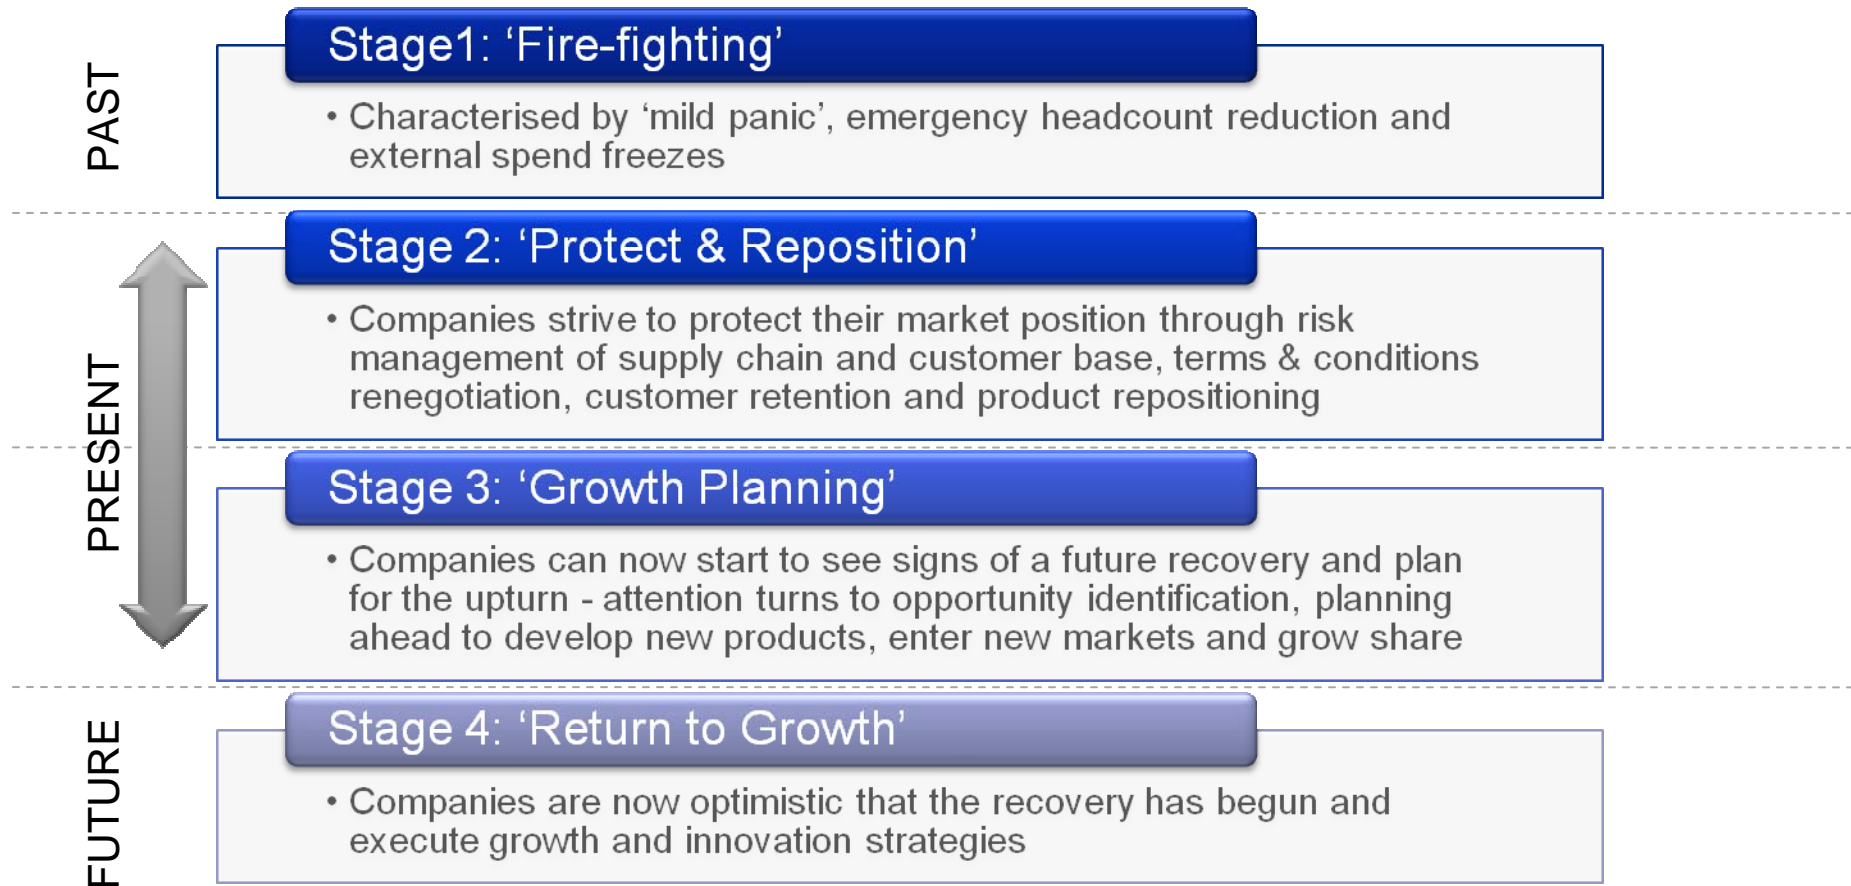 PAST
Stage1: ‘Fire-fighting’
• Characterised by ‘mild panic’, emergency headcount reduction and
external spend freezes
PRESENT
Stage 2: ‘Protect & Reposition’
• Companies strive to protect their market position through risk
management of supply chain and customer base, terms & conditions
renegotiation, customer retention and product repositioning
Stage 3: ‘Growth Planning’
• Companies can now start to see signs of a future recovery and plan
for the upturn - attention turns to opportunity identification, planning
ahead to develop new products, enter new markets and grow share
FUTURE
Stage 4: ‘Return to Growth’
• Companies are now optimistic that the recovery has begun and
execute growth and innovation strategies